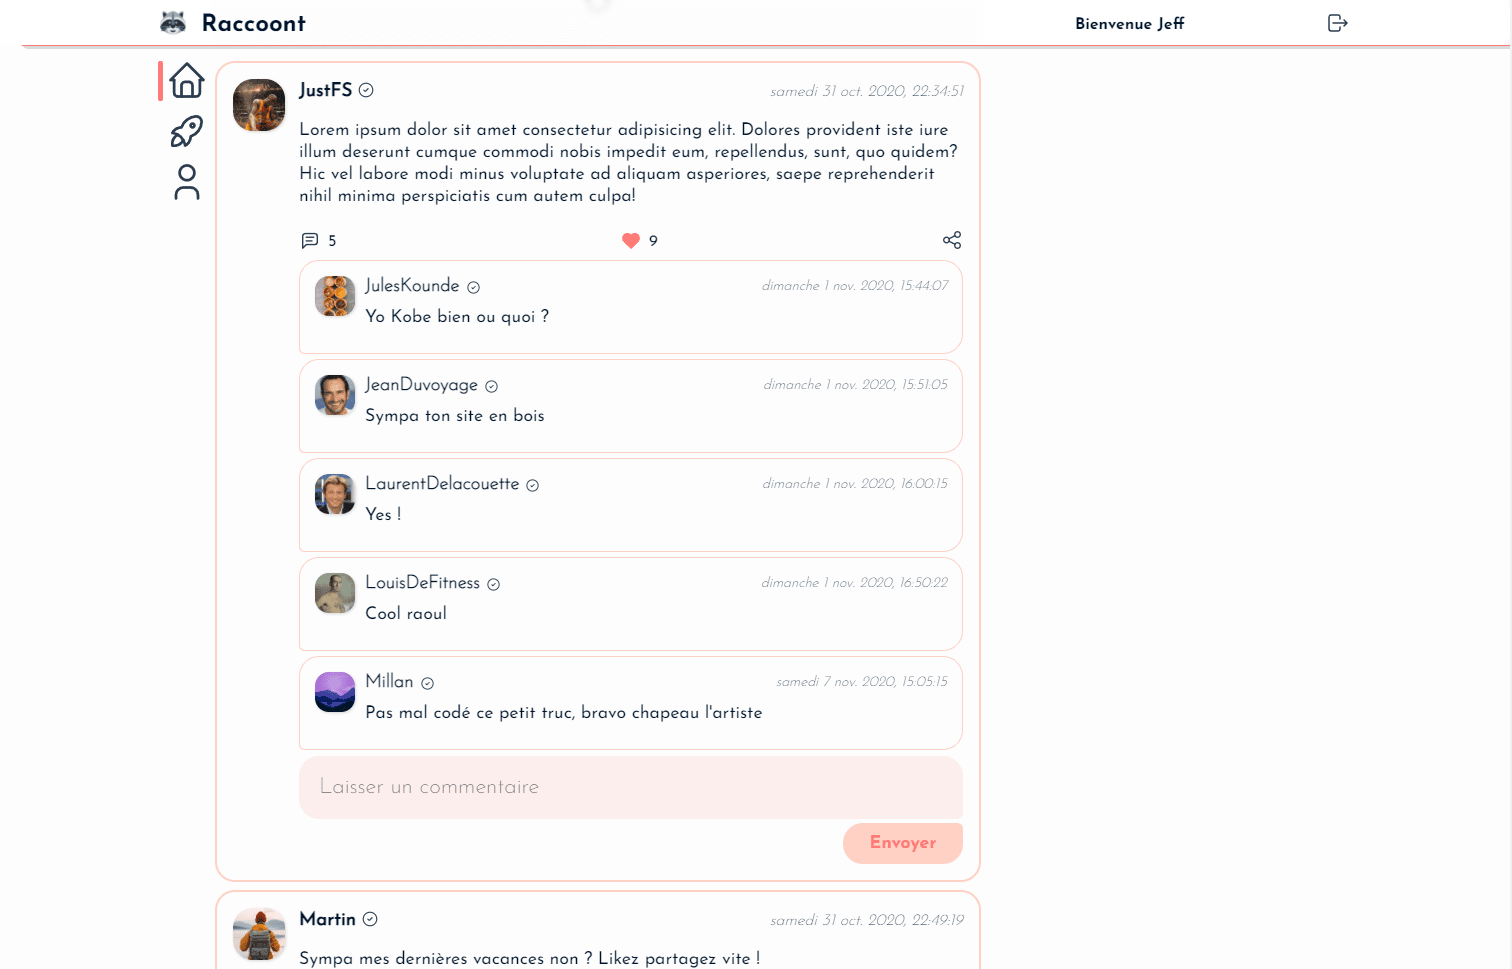 Raccoont
Bienvenue Jeff
JustFS
samedi 31 oct. 2020, 22:34:51
Lorem ipsum dolor sit amet consectetur adipisicing elit. Dolores provident iste iure
illum deserunt cumque commodi nobis impedit eum, repellendus, sunt, quo quidem?
Hic vel labore modi minus voluptate ad aliquam asperiores, saepe reprehenderit
nihil minima perspiciatis cum autem culpa!
5
9
JulesKounde
dimanche 1 nov. 2020, 15:44:07
Yo Kobe bien ou quoi ?
JeanDuvoyage
dimanche 1 nov. 2020, 15:51:05
Sympa ton site en bois
LaurentDelacouette
dimanche 1 nov. 2020, 16:00:15
Yes !
LouisDeFitness
dimanche 1 nov. 2020, 16:50:22
Cool raoul
Millan
samedi 7 nov. 2020, 15:05:15
Pas mal codé ce petit truc, bravo chapeau l'artiste
Laisser un commentaire
Envoyer
Martin
samedi 31 oct. 2020, 22:49:19
Sympa mes dernières vacances non ? Likez partagez vite !